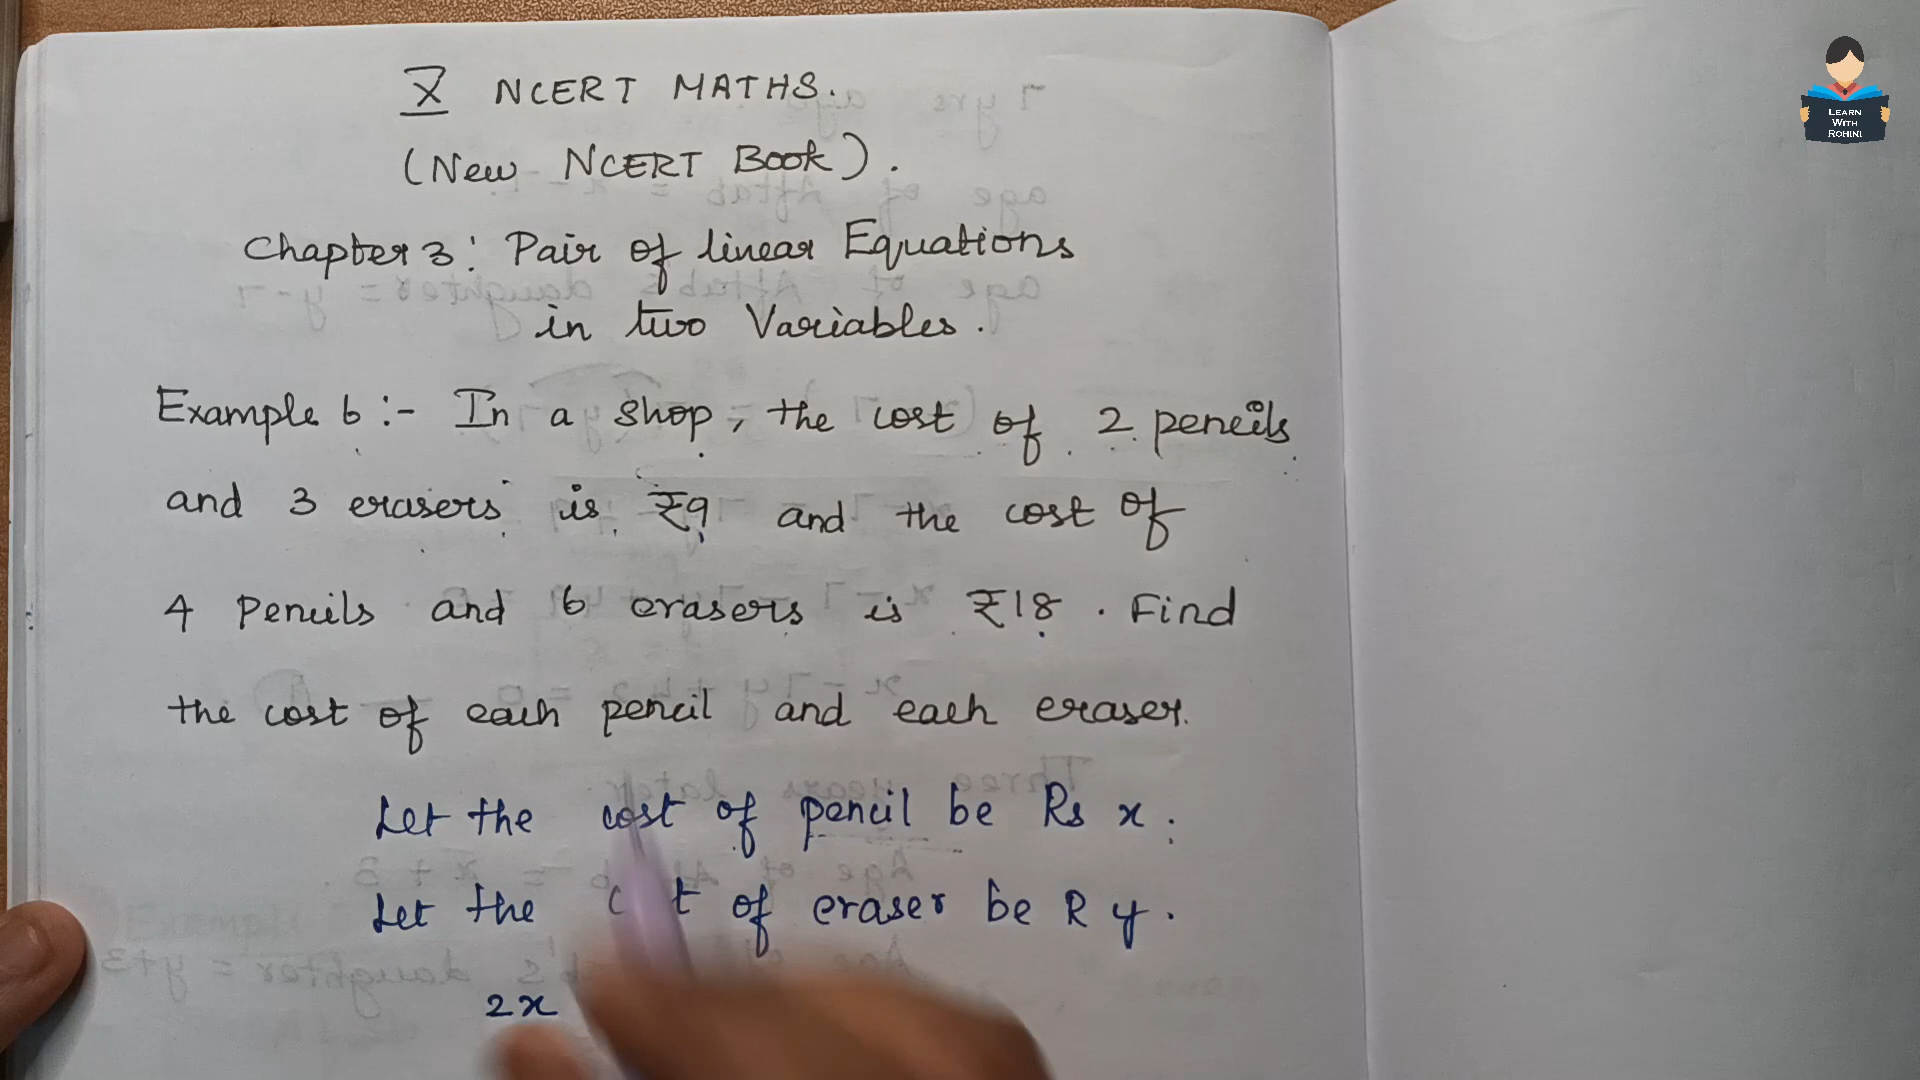 X NCERT MATHS.
(New NCERT Book).
Chapter 3: Pair of linear Equations
in two Variables.
Example 6:- In a shop, the cost of 2 pencils
and 3 erasers is ₹9 and the cost of
4 Pencils and 6 erasers is ₹18. Find
the cost of each pencil and each eraser.
Let the cost of pencil be Rs x.
Let the of eraser be R y.
2x
LEARN
WITH
ROHINI